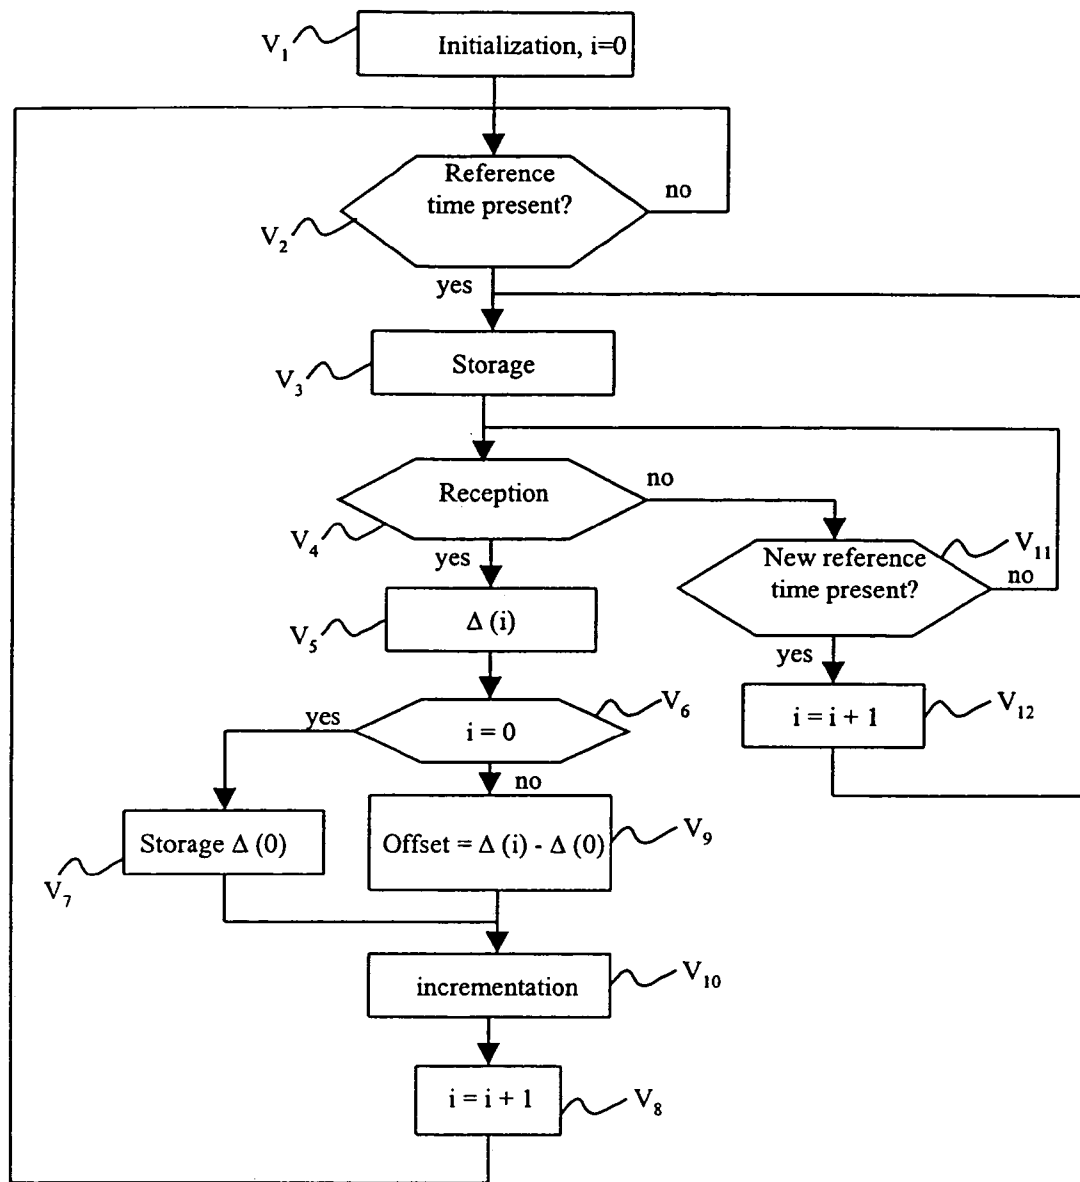 V1
Initialization, i=0
Reference
time present?
no
V2
yes
Storage
V3
Reception
no
V4
yes
New reference
time present?
V11
no
Δ (i)
V5
yes
i = i + 1
V12
yes
i = 0
V6
no
Storage Δ (0)
V7
Offset = Δ (i) - Δ (0)
V9
incrementation
V10
i = i + 1
V8